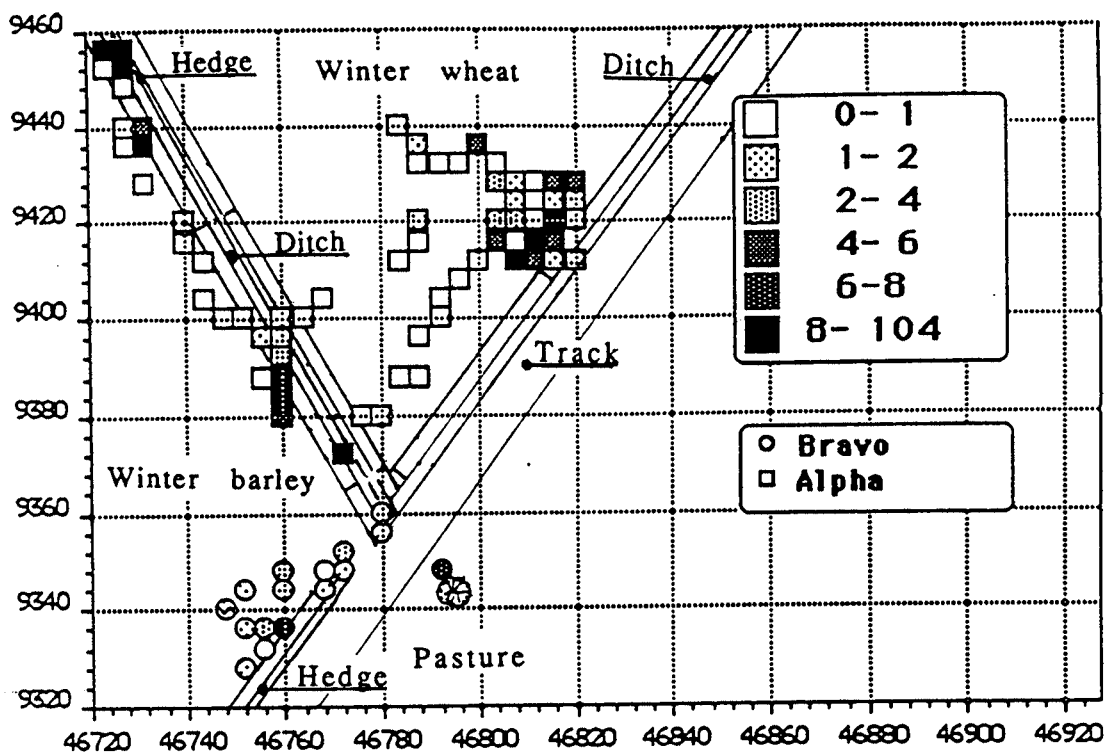 9460
Hedge
Winter wheat
Ditch
0- 1
9440
1- 2
2- 4
9420
Ditch
4- 6
6-8
9400
8- 104
Track
9380
Bravo
Winter barley
Alpha
9360
9340
Pasture
Hedge
9320
46720 46740 46760 46780 46800 46820 46840 46860 46880 46900 46920